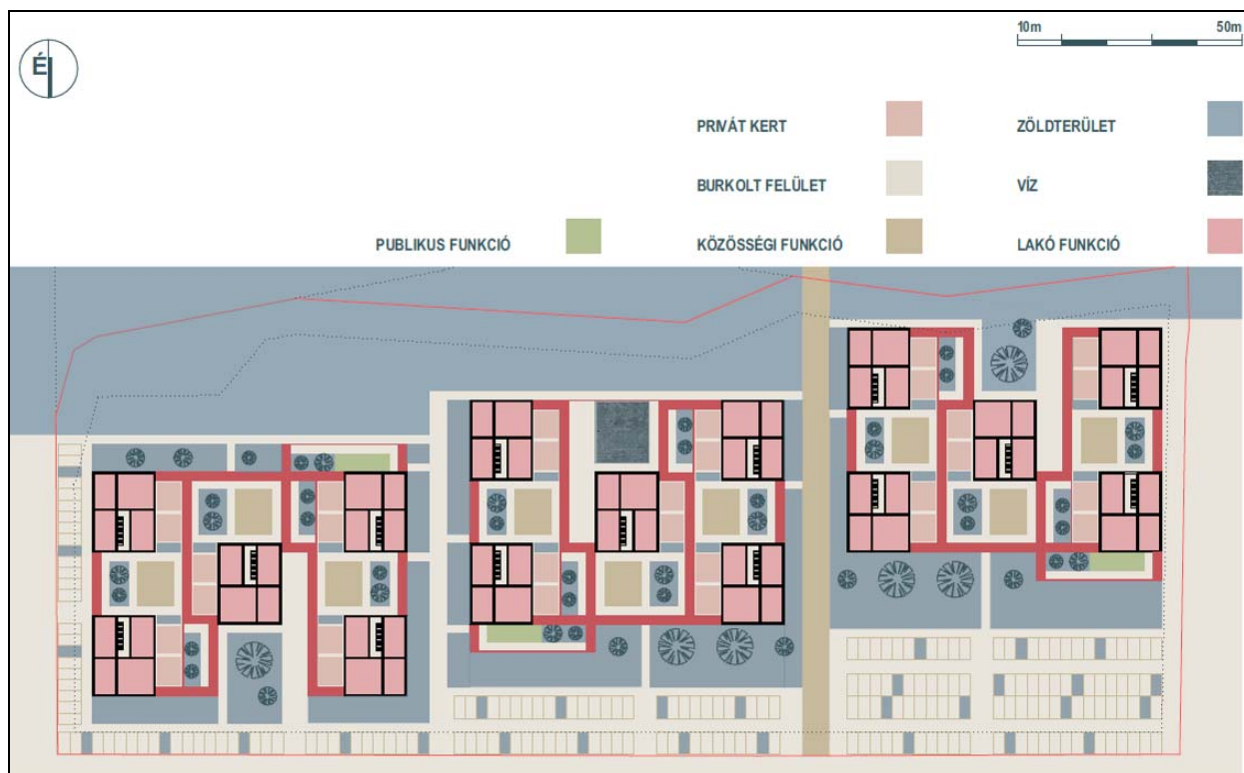 10m 50m
É
PRIVÁT KERT ZÖLDTERÜLET
BURKOLT FELÜLET VÍZ
PUBLIKUS FUNKCIÓ KÖZÖSSÉGI FUNKCIÓ LAKÓ FUNKCIÓ